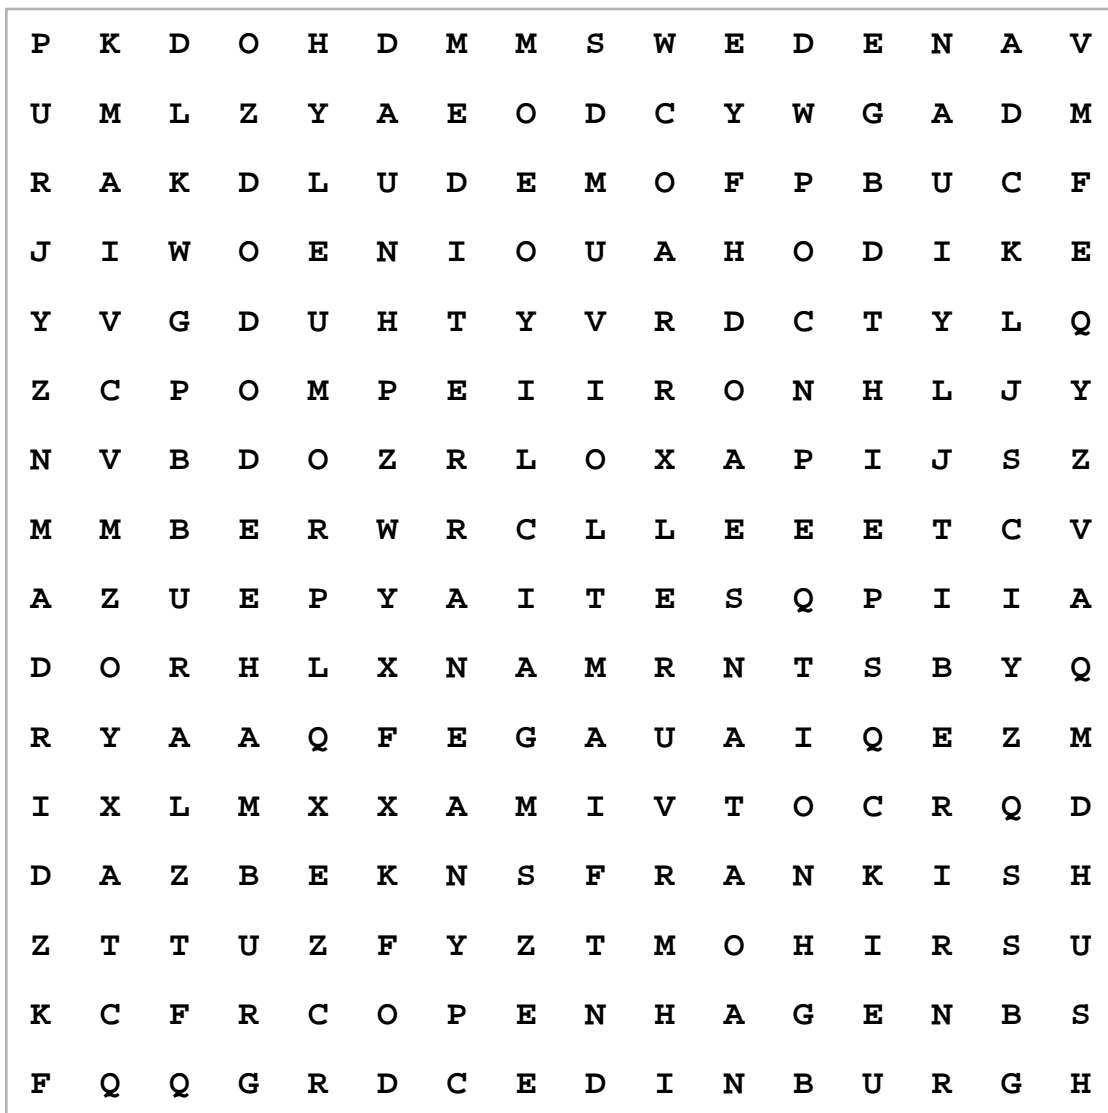 P K D O H D M M S W E D E N A V
U M L Z Y A E O D C Y W G A D M
R A K D L U D E M O F P B U C F
J I W O E N I O U A H O D I K E
Y V G D U H T Y V R D C T Y L Q
Z C P O M P E I I R O N H L J Y
N V B D O Z R L O X A P I J S Z
M M B E R W R C L L E E E T C V
A Z U E P Y A I T E S Q P I I A
D O R H L X N A M R N T S B Y Q
R Y A A Q F E G A U A I Q E Z M
I X L M X X A M I V T O C R Q D
D A Z B E K N S F R A N K I S H
Z T T U Z F Y Z T M O H I R S U
K C F R C O P E N H A G E N B S
F Q Q G R D C E D I N B U R G H